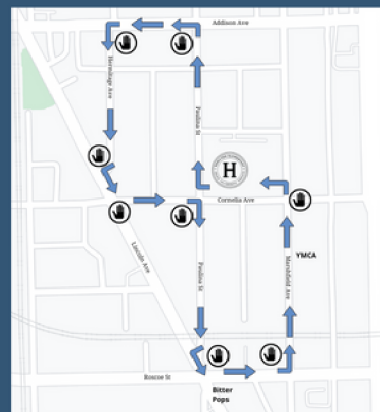 Addison Ave
Hermitage Ave
Paulina St
H
Cornelia Ave
Lincoln Ave
Paulina St
YMCA
Marshfield Ave
Roscoe St
Bitter
Pops